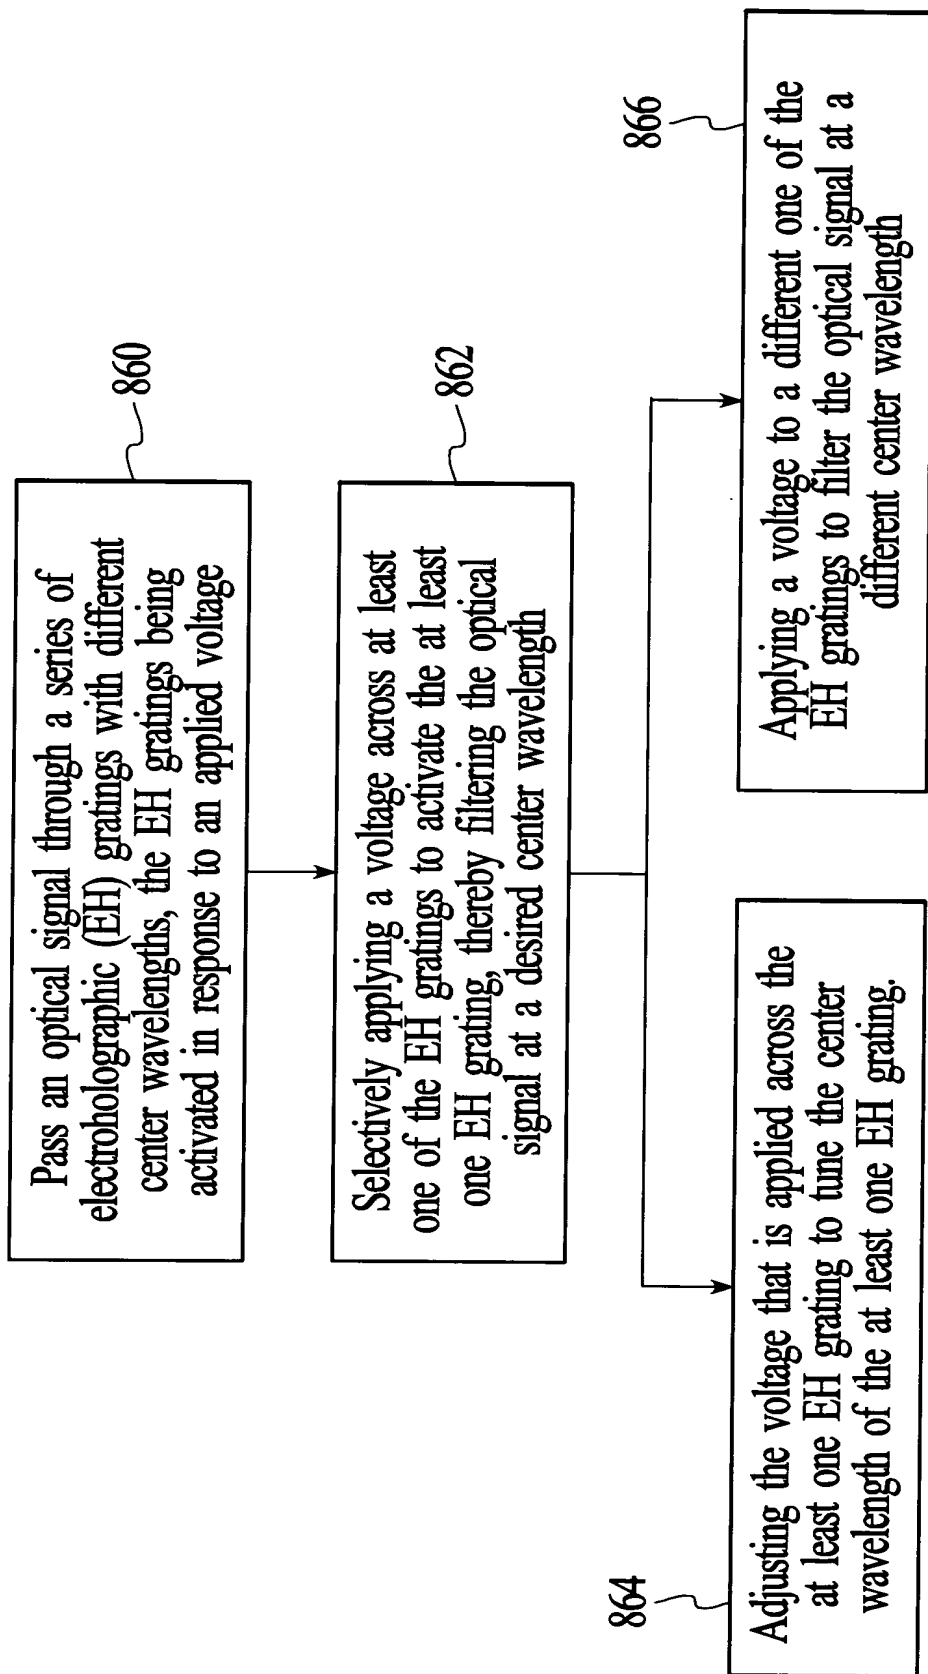 860
Pass an optical signal through a series of
electroholographic (EH) gratings with different
center wavelengths, the EH gratings being
activated in response to an applied voltage
862
Selectively applying a voltage across at least
one of the EH gratings to activate the at least
one EH grating, thereby filtering the optical
signal at a desired center wavelength
864
Adjusting the voltage that is applied across the
at least one EH grating to tune the center
wavelength of the at least one EH grating.
866
Applying a voltage to a different one of the
EH gratings to filter the optical signal at a
different center wavelength